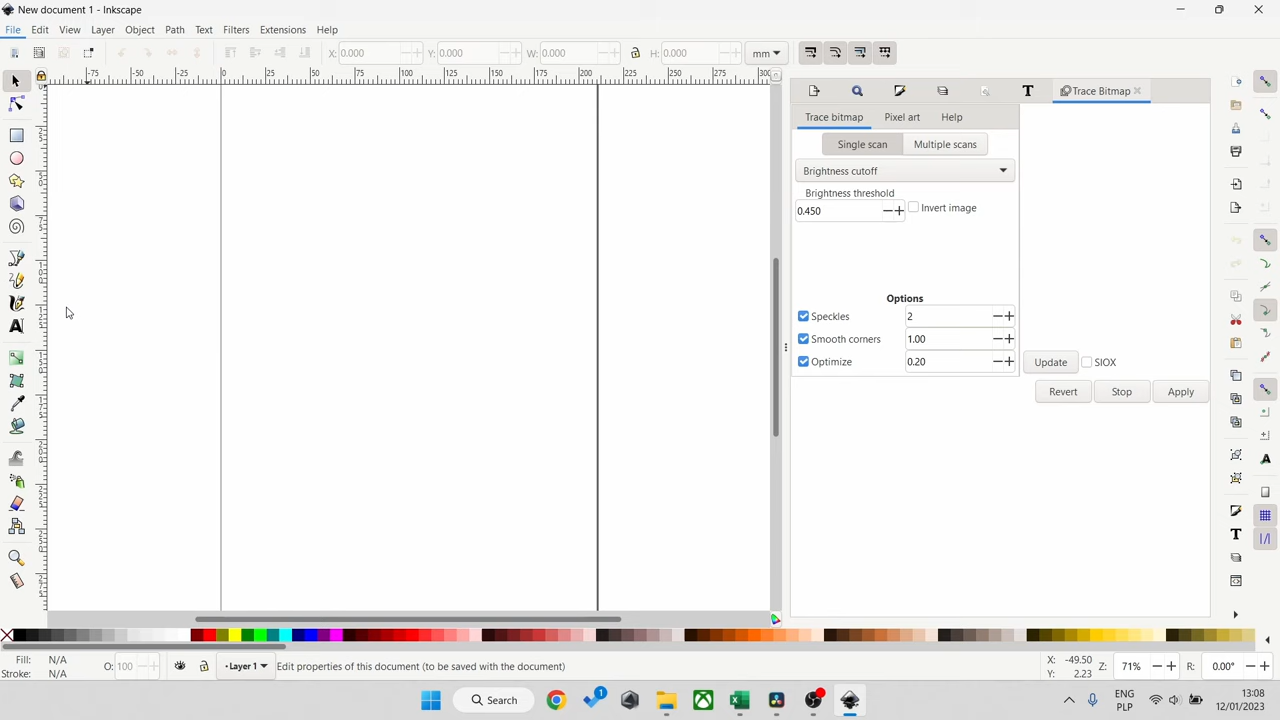 New document 1 - Inkscape
File Edit View Layer Object Path Text Filters Extensions Help
X: 0.000 Y: 0.000 W: 0.000 H: 0.000 mm
-75 -50 -25 0 25 50 75 100 125 150 175 200 225 250 275 300
Trace Bitmap
Trace bitmap Pixel art Help
Single scan Multiple scans
Brightness cutoff
Brightness threshold
0.450 Invert image
Options
Speckles 2
Smooth corners 1.00
Optimize 0.20
Update SIOX
Revert Stop Apply
Fill: N/A
Stroke: N/A
O: 100
Layer 1
Edit properties of this document (to be saved with the document)
X: -49.50
Y: 2.23
Z: 71% R: 0.00°
Search
1
ENG
PLP
13:08
12/01/2023